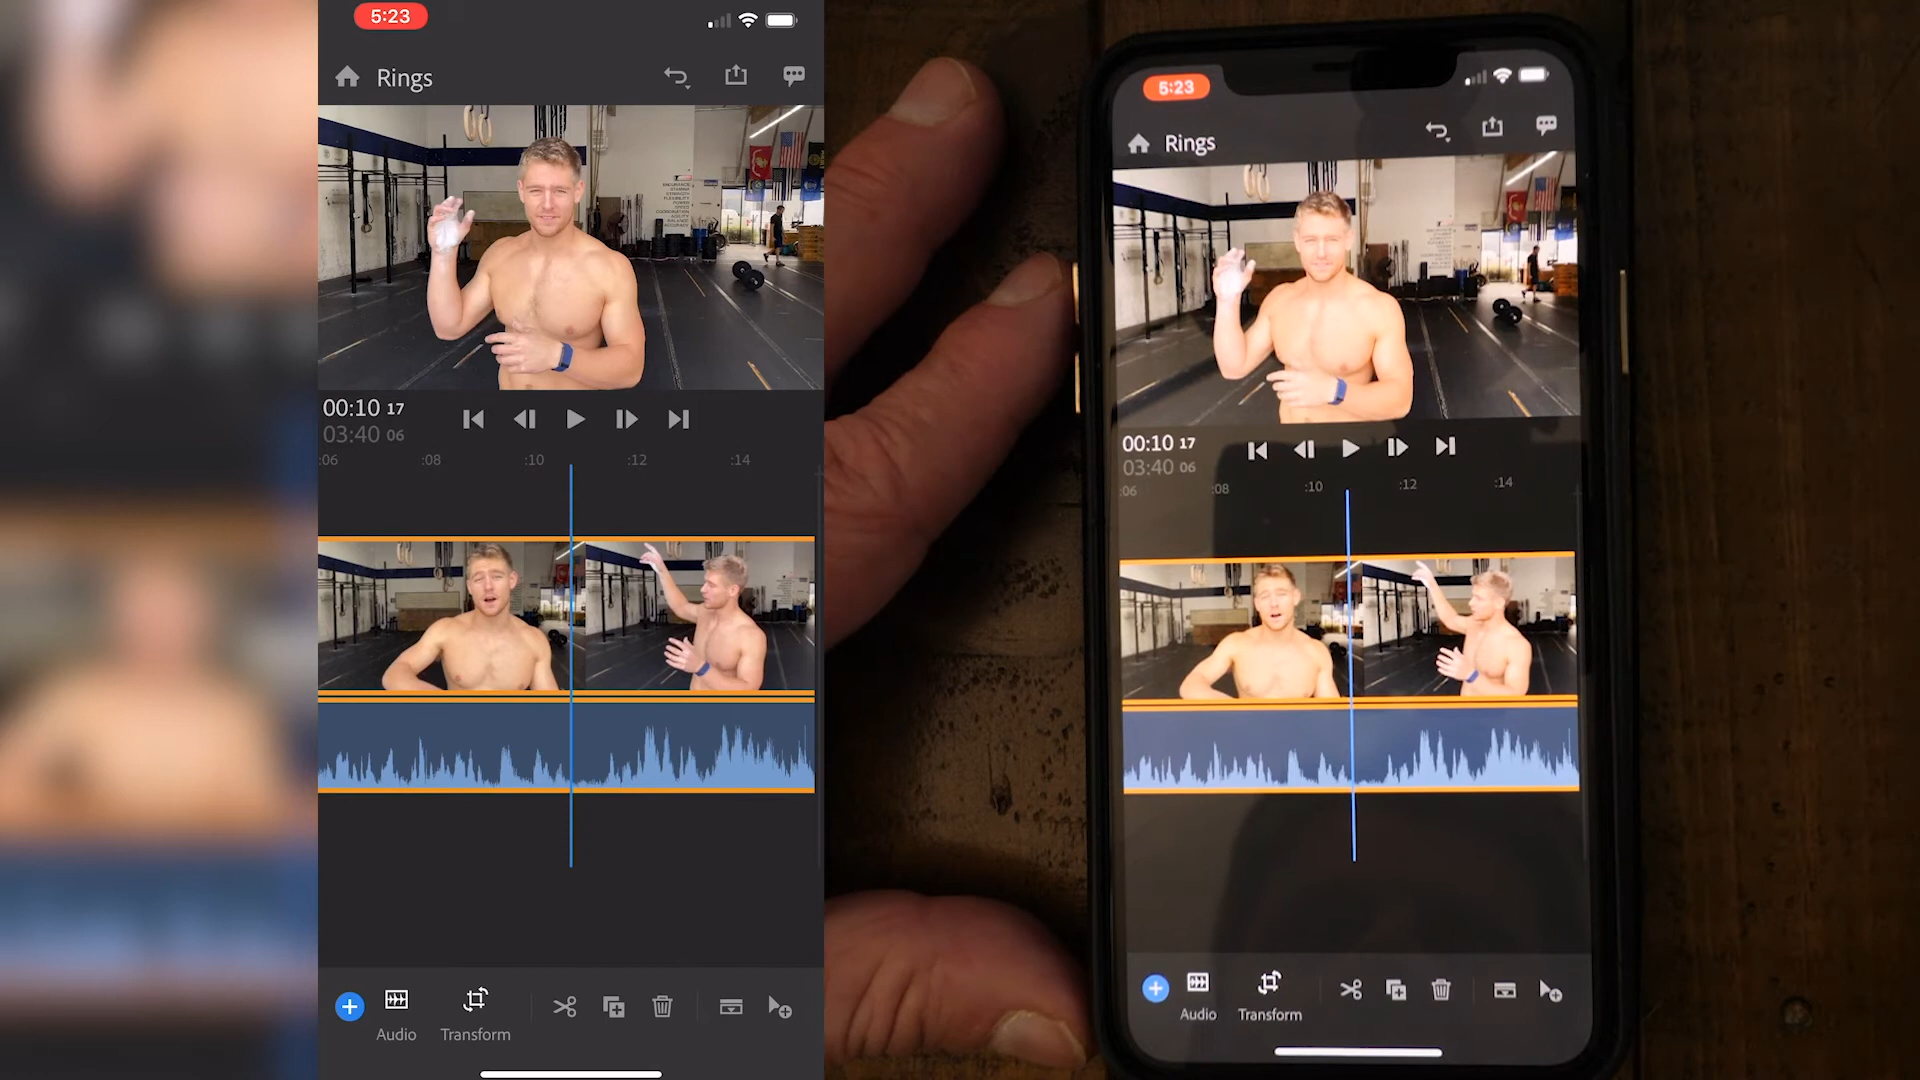 5:23
Rings
00:10 17
03:40 06
:06 :08 :10 :12 :14
Audio
Transform
5:23
Rings
00:10 17
03:40 06
:06 :08 :10 :12 :14
Audio
Transform